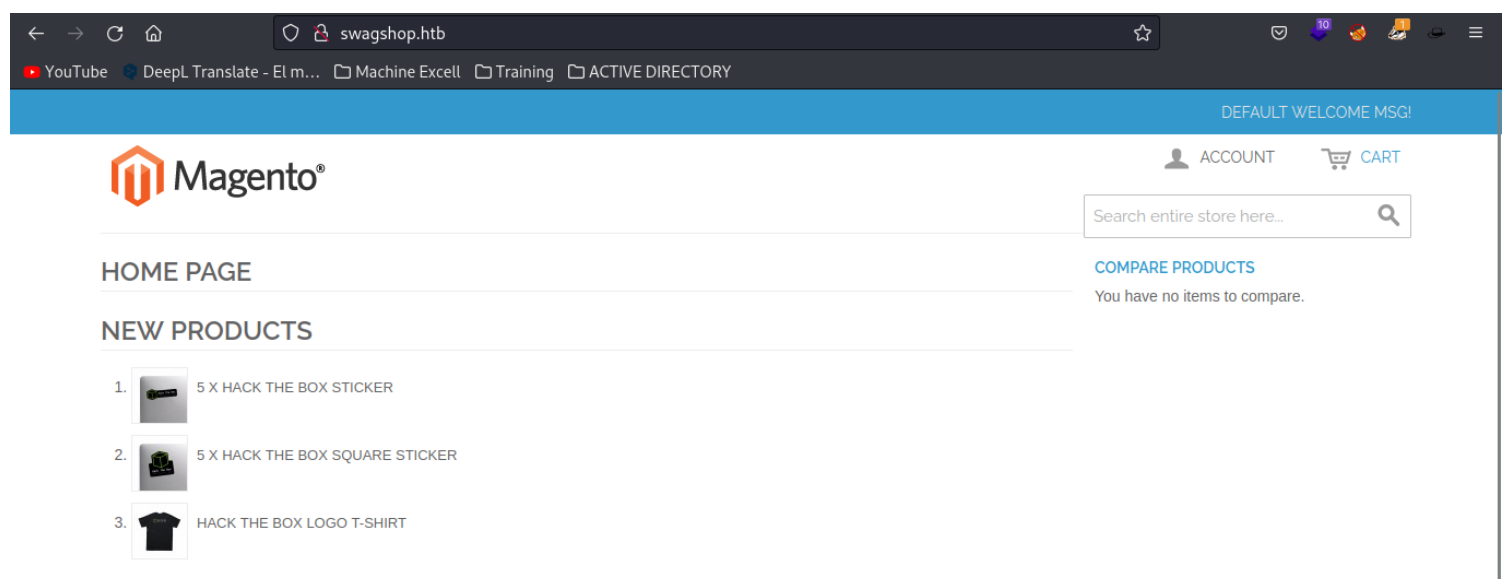 swagshop.htb
10
1
YouTube DeepL Translate - El m... Machine Excell Training ACTIVE DIRECTORY
DEFAULT WELCOME MSG!
Magento®
ACCOUNT CART
Search entire store here...
HOME PAGE
COMPARE PRODUCTS
You have no items to compare.
NEW PRODUCTS
1. 5 X HACK THE BOX STICKER
2. 5 X HACK THE BOX SQUARE STICKER
3. HACK THE BOX LOGO T-SHIRT